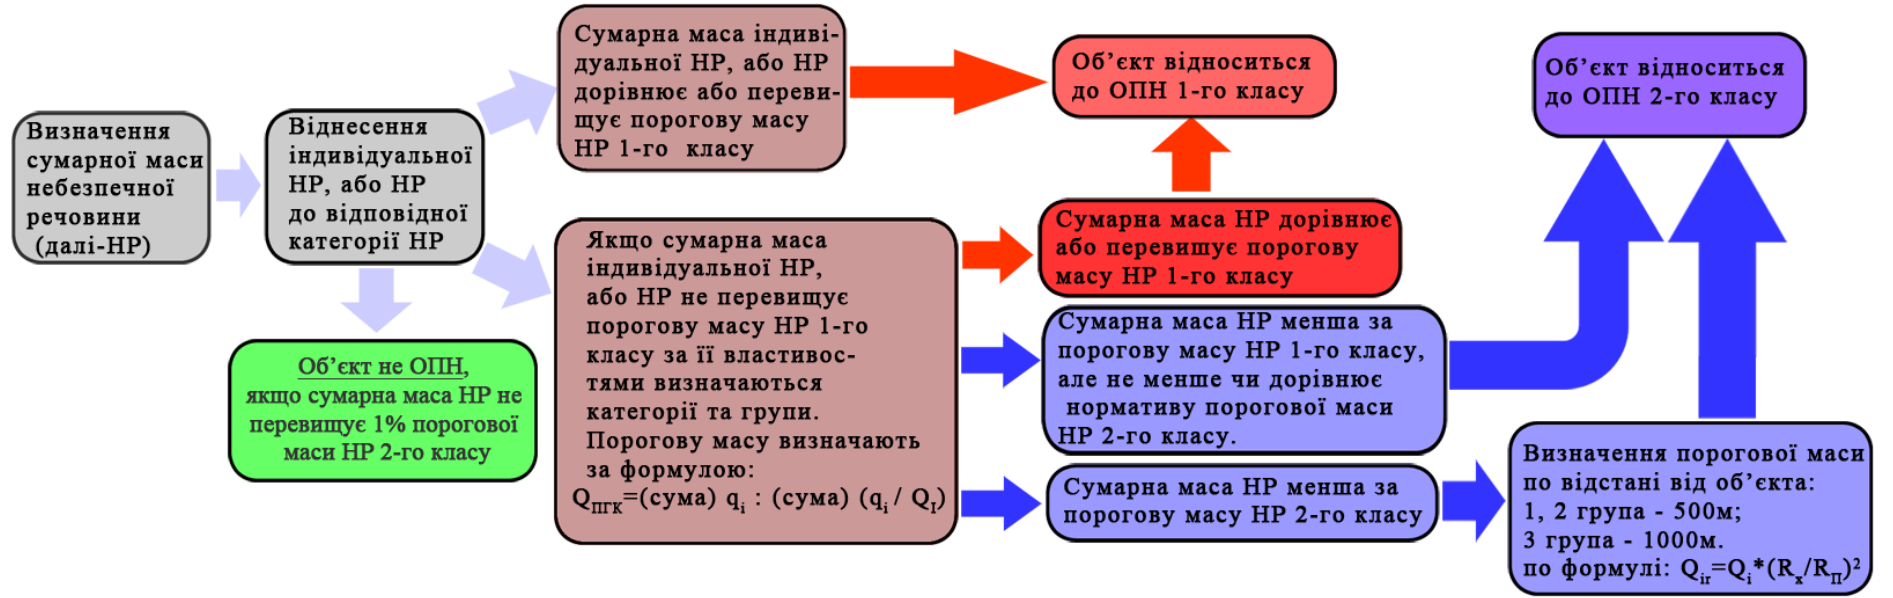 Визначення
сумарної маси
небезпечної
речовини
(далі-НР)
Віднесення
індивідуальної
НР, або НР
до відповідної
категорії НР
Об’єкт не ОПН,
якщо сумарна маса НР не
перевищує 1% порогової
маси НР 2-го класу
Сумарна маса індиві-
дуальної НР, або НР
дорівнює або переви-
щує порогову масу
НР 1-го класу
Якщо сумарна маса
індивідуальної НР,
або НР не перевищує
порогову масу НР 1-го
класу за її властивос-
тями визначаються
категорії та групи.
Порогову масу визначають
за формулою:
Q_ПГК=(сума) q_i : (сума) (q_i / Q_I)
Об’єкт відноситься
до ОПН 1-го класу
Сумарна маса НР дорівнює
або перевищує порогову
масу НР 1-го класу
Сумарна маса НР менша за
порогову масу НР 1-го класу,
але не менше чи дорівнює
нормативу порогової маси
НР 2-го класу.
Сумарна маса НР менша за
порогову масу НР 2-го класу
Об’єкт відноситься
до ОПН 2-го класу
Визначення порогової маси
по відстані від об’єкта:
1, 2 група - 500м;
3 група - 1000м.
по формулі: Q_ir=Q_i*(R_x/R_П)²